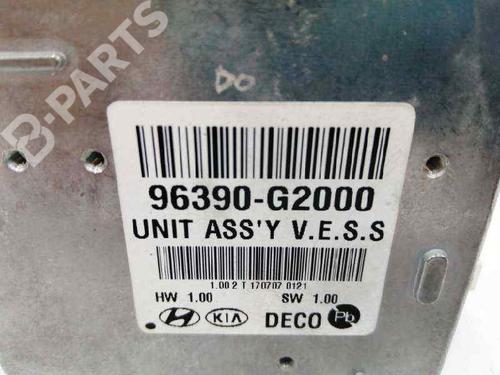 B-PARTS
DO
96390-G2000
UNIT ASS'Y V.E.S.S
1.00 2 T 170707 0121
HW 1.00 SW 1.00
KIA DECO Pb